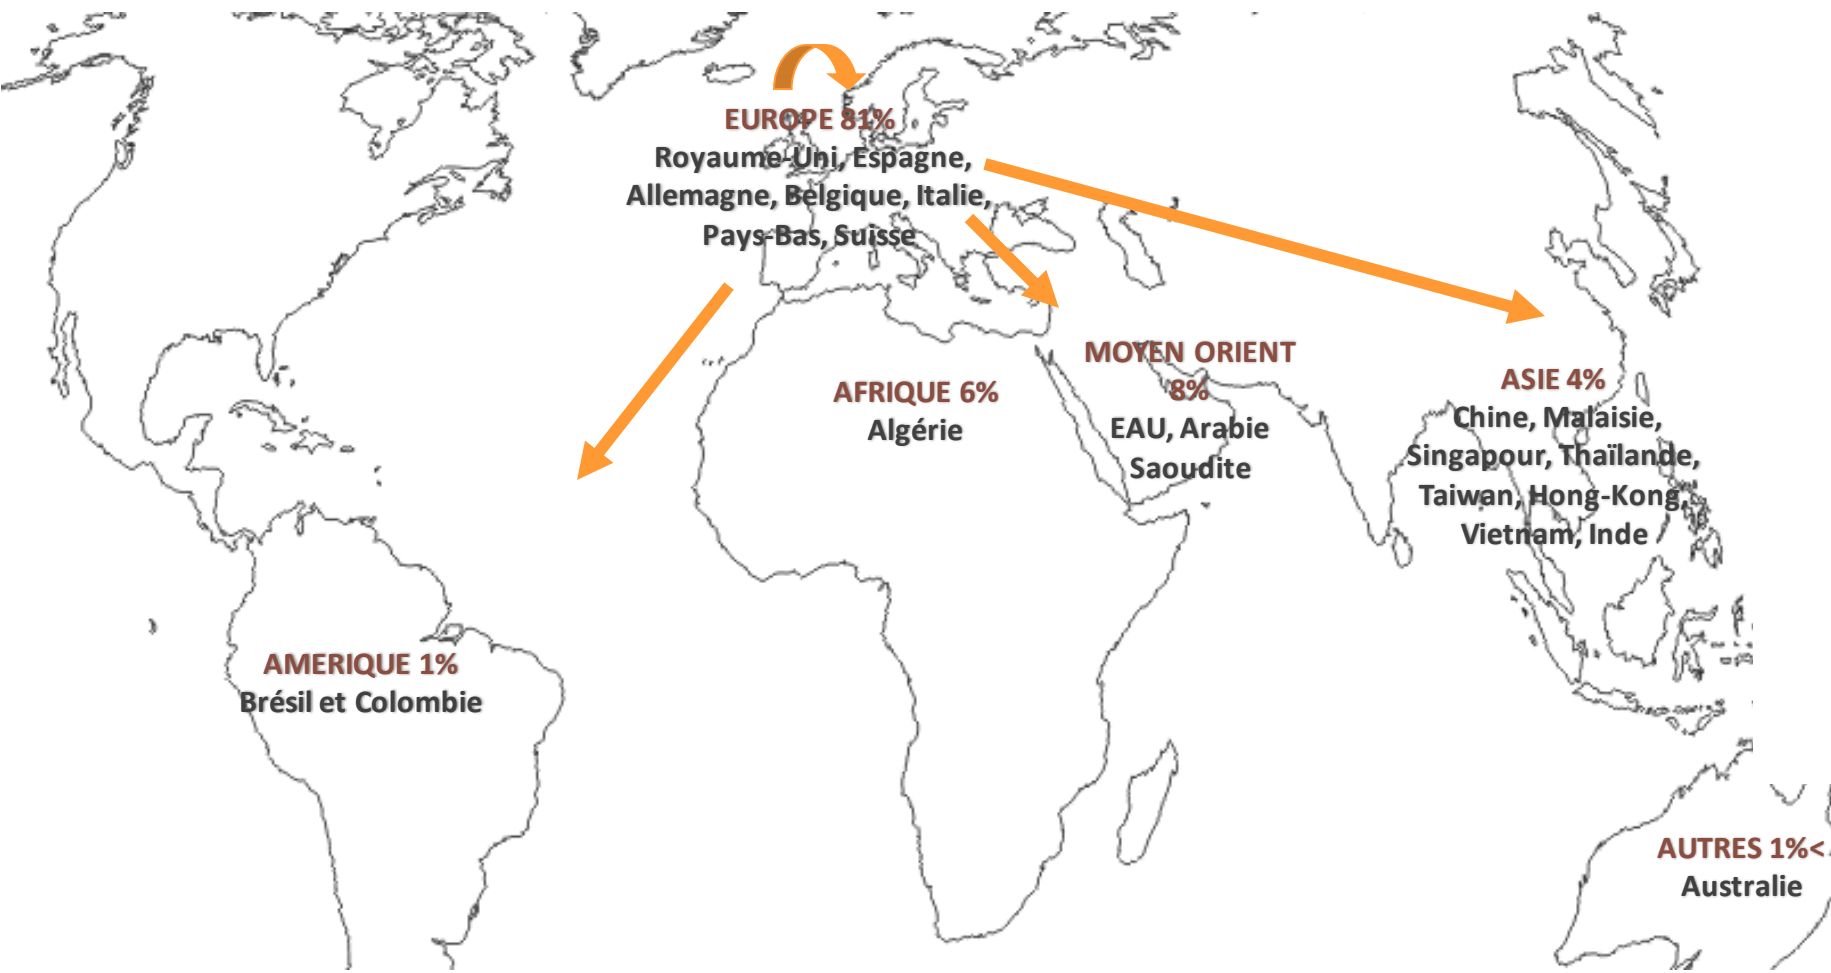 EUROPE 81%
Royaume-Uni, Espagne,
Allemagne, Belgique, Italie,
Pays-Bas, Suisse
MOYEN ORIENT
8%
EAU, Arabie
Saoudite
AFRIQUE 6%
Algérie
ASIE 4%
Chine, Malaisie,
Singapour, Thaïlande,
Taiwan, Hong-Kong,
Vietnam, Inde
AMERIQUE 1%
Brésil et Colombie
AUTRES 1%<
Australie